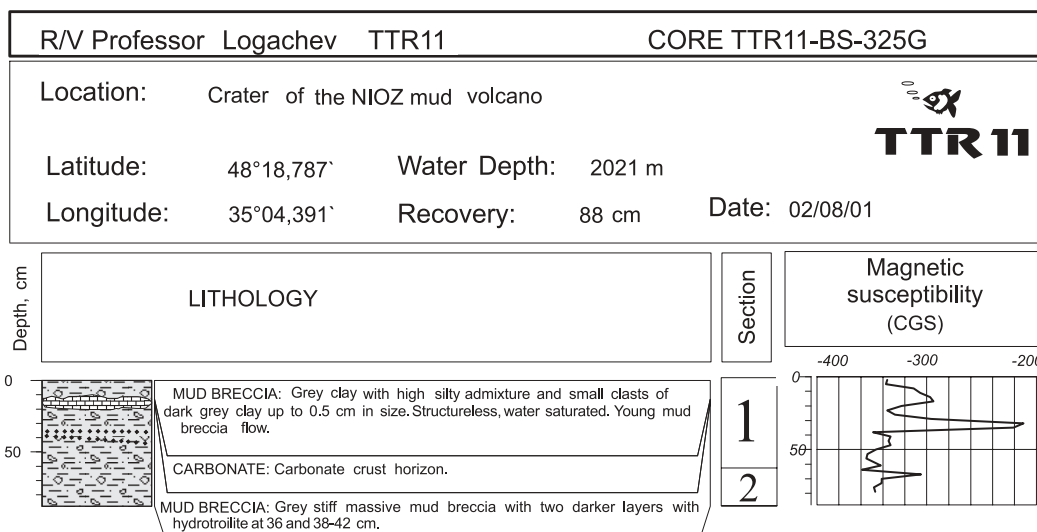 R/V Professor Logachev TTR11 CORE TTR11-BS-325G
Location: Crater of the NIOZ mud volcano
TTR11
Latitude: 48°18,787` Water Depth: 2021 m
Longitude: 35°04,391` Recovery: 88 cm Date: 02/08/01
Depth, cm
LITHOLOGY
Section
Magnetic
susceptibility
(CGS)
-400 -300 -200
0
50
MUD BRECCIA: Grey clay with high silty admixture and small clasts of
dark grey clay up to 0.5 cm in size. Structureless, water saturated. Young mud
breccia flow.
CARBONATE: Carbonate crust horizon.
MUD BRECCIA: Grey stiff massive mud breccia with two darker layers with
hydrotroilite at 36 and 38-42 cm.
1
2
0
50